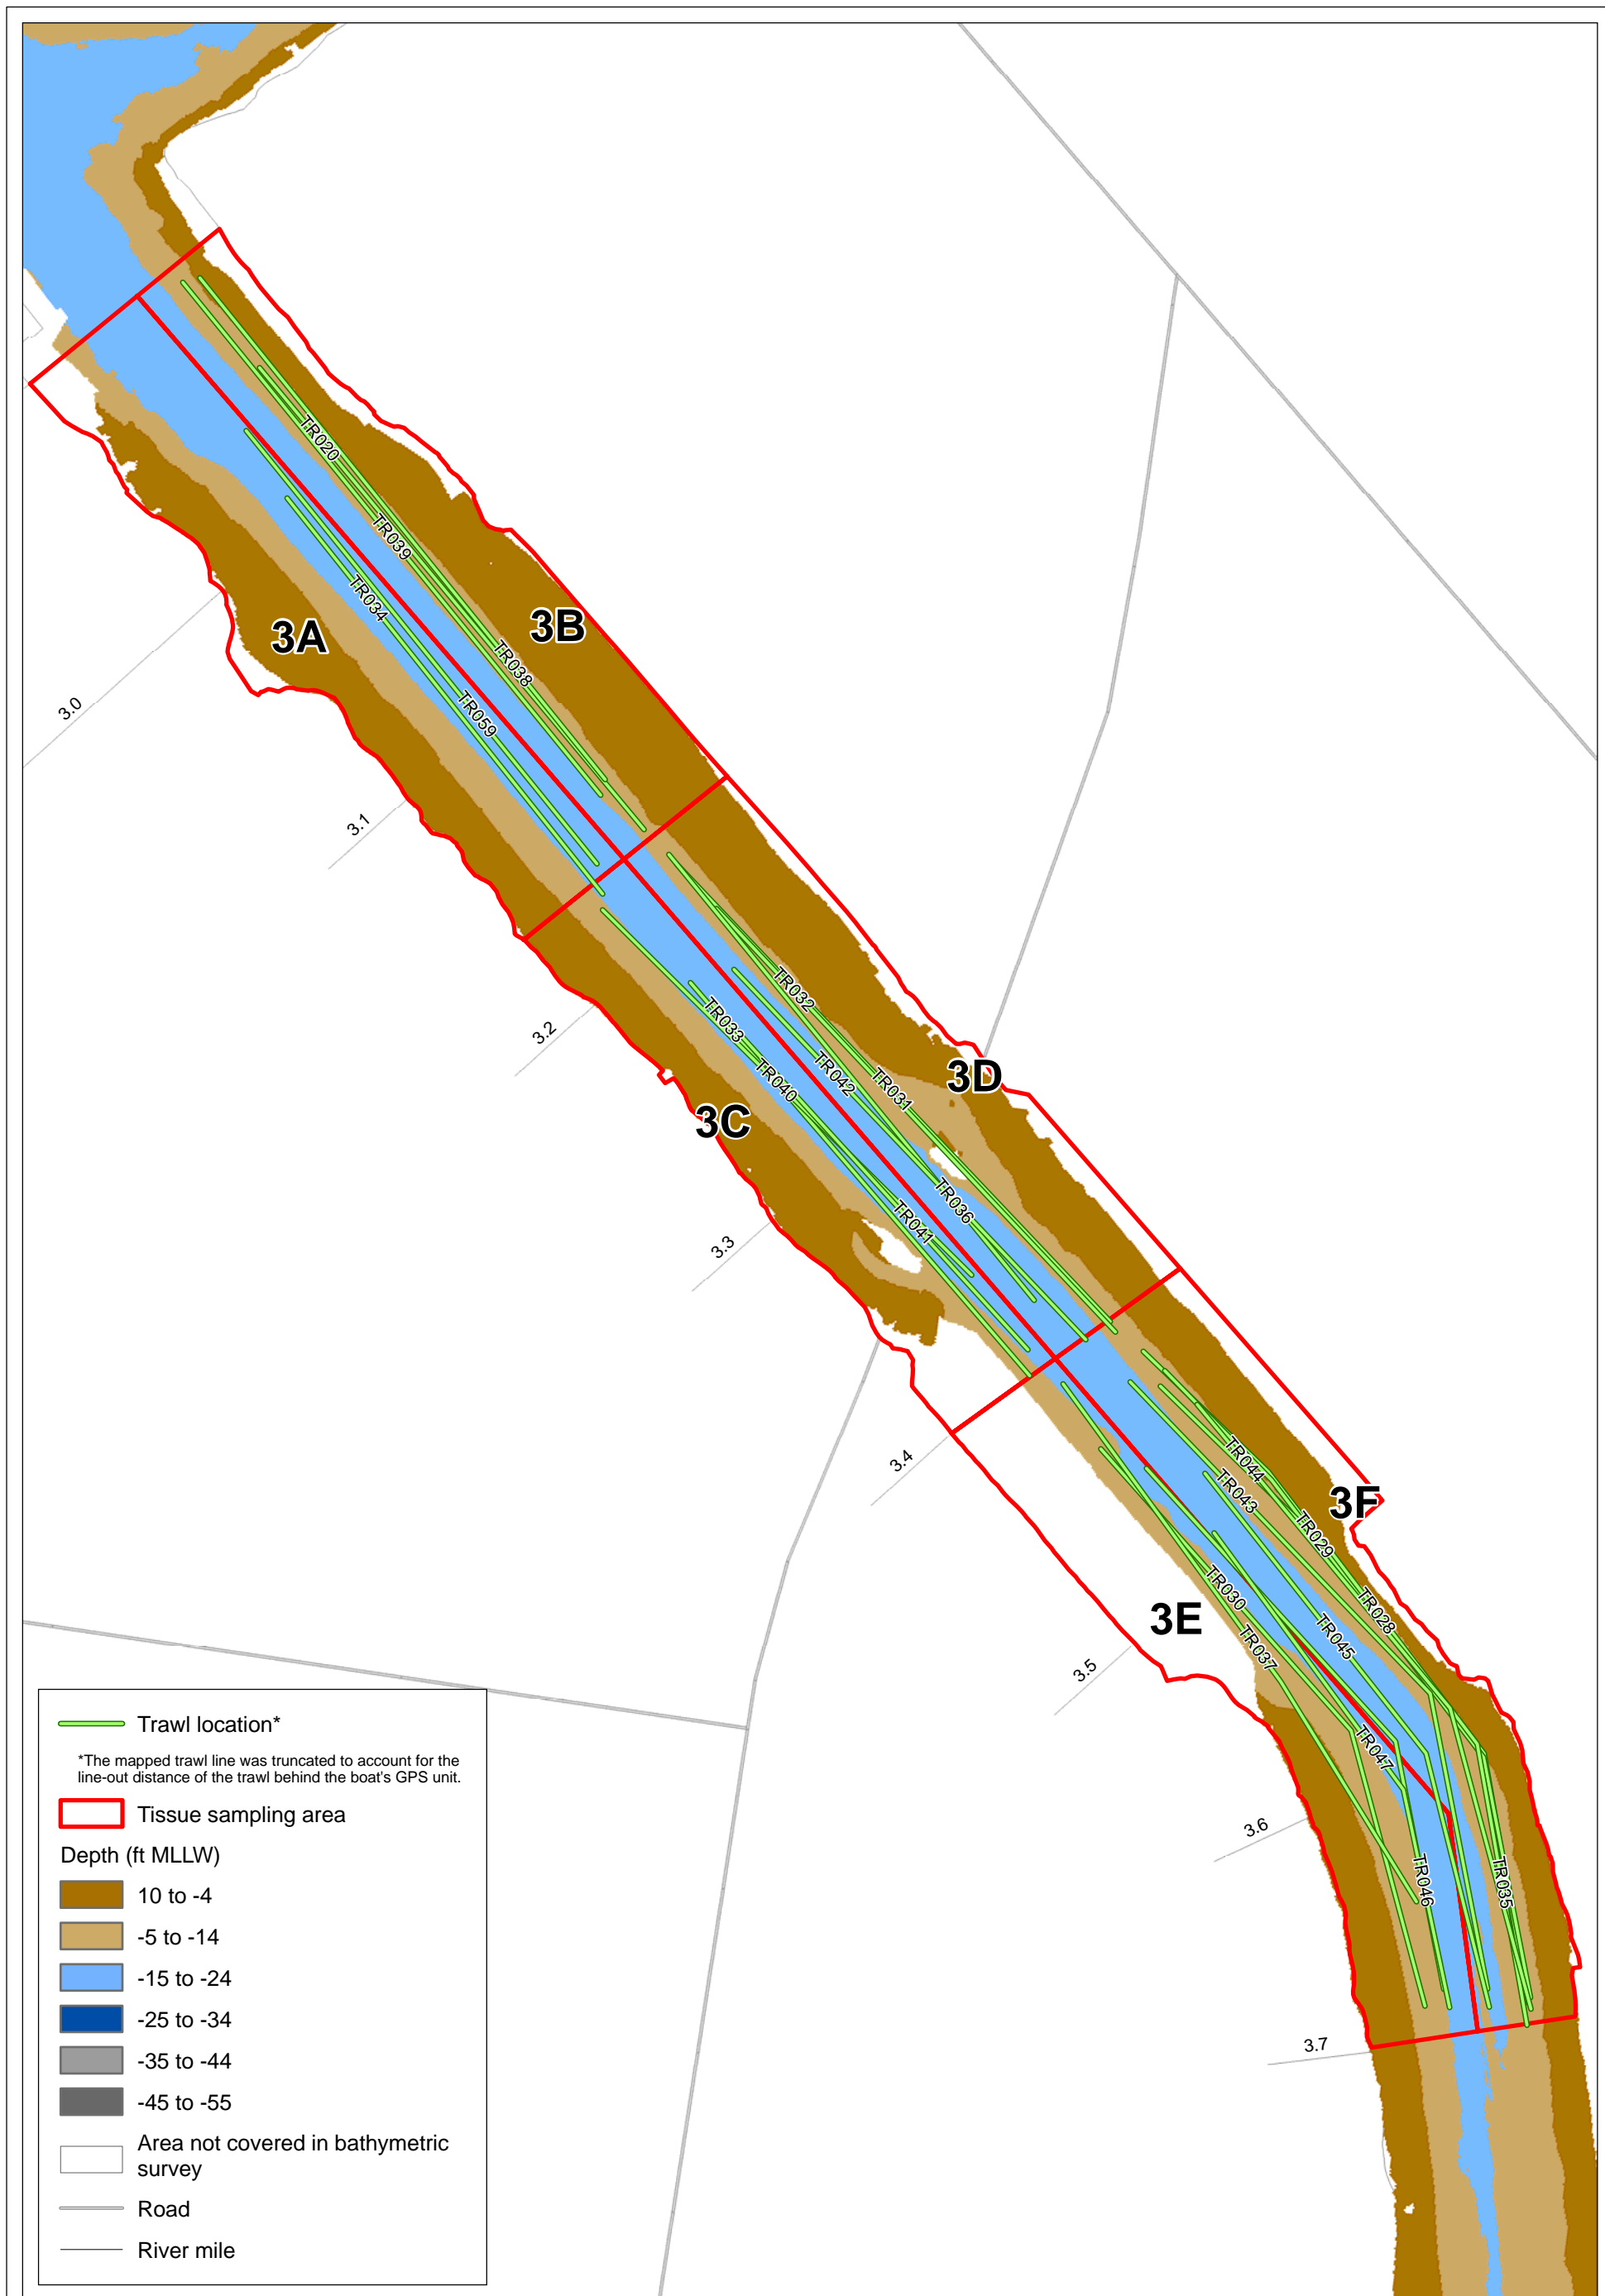 TR020
TR039
TR034
3A
3B
TR038
TR059
3.0
3.1
TR032
TR033
3.2
TR042
TR040
TR031
3D
3C
TR036
TR041
3.3
3.4
TR044
TR043
3F
TR029
TR030
3E
TR028
TR045
TR037
3.5
TR047
3.6
TR046
TR035
3.7
Trawl location*
*The mapped trawl line was truncated to account for the
line-out distance of the trawl behind the boat's GPS unit.
Tissue sampling area
Depth (ft MLLW)
10 to -4
-5 to -14
-15 to -24
-25 to -34
-35 to -44
-45 to -55
Area not covered in bathymetric
survey
Road
River mile